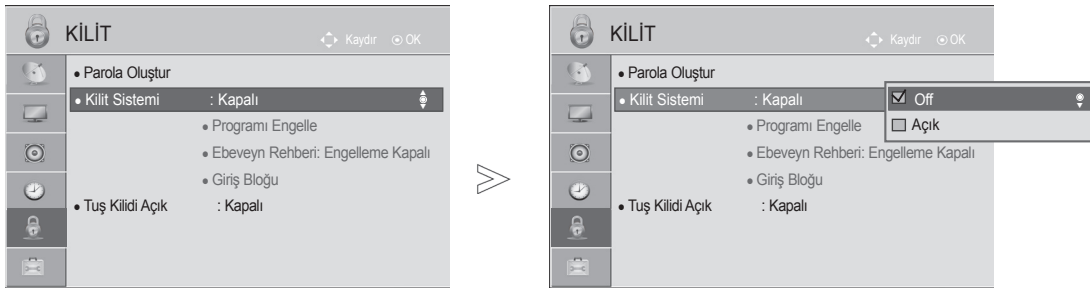 KİLİT
Kaydır OK
• Parola Oluştur
• Kilit Sistemi : Kapalı
• Programı Engelle
• Ebeveyn Rehberi: Engelleme Kapalı
• Giriş Bloğu
• Tuş Kilidi Açık : Kapalı
>
KİLİT
Kaydır OK
• Parola Oluştur
• Kilit Sistemi : Kapalı
Off
Açık
• Programı Engelle
• Ebeveyn Rehberi: Engelleme Kapalı
• Giriş Bloğu
• Tuş Kilidi Açık : Kapalı